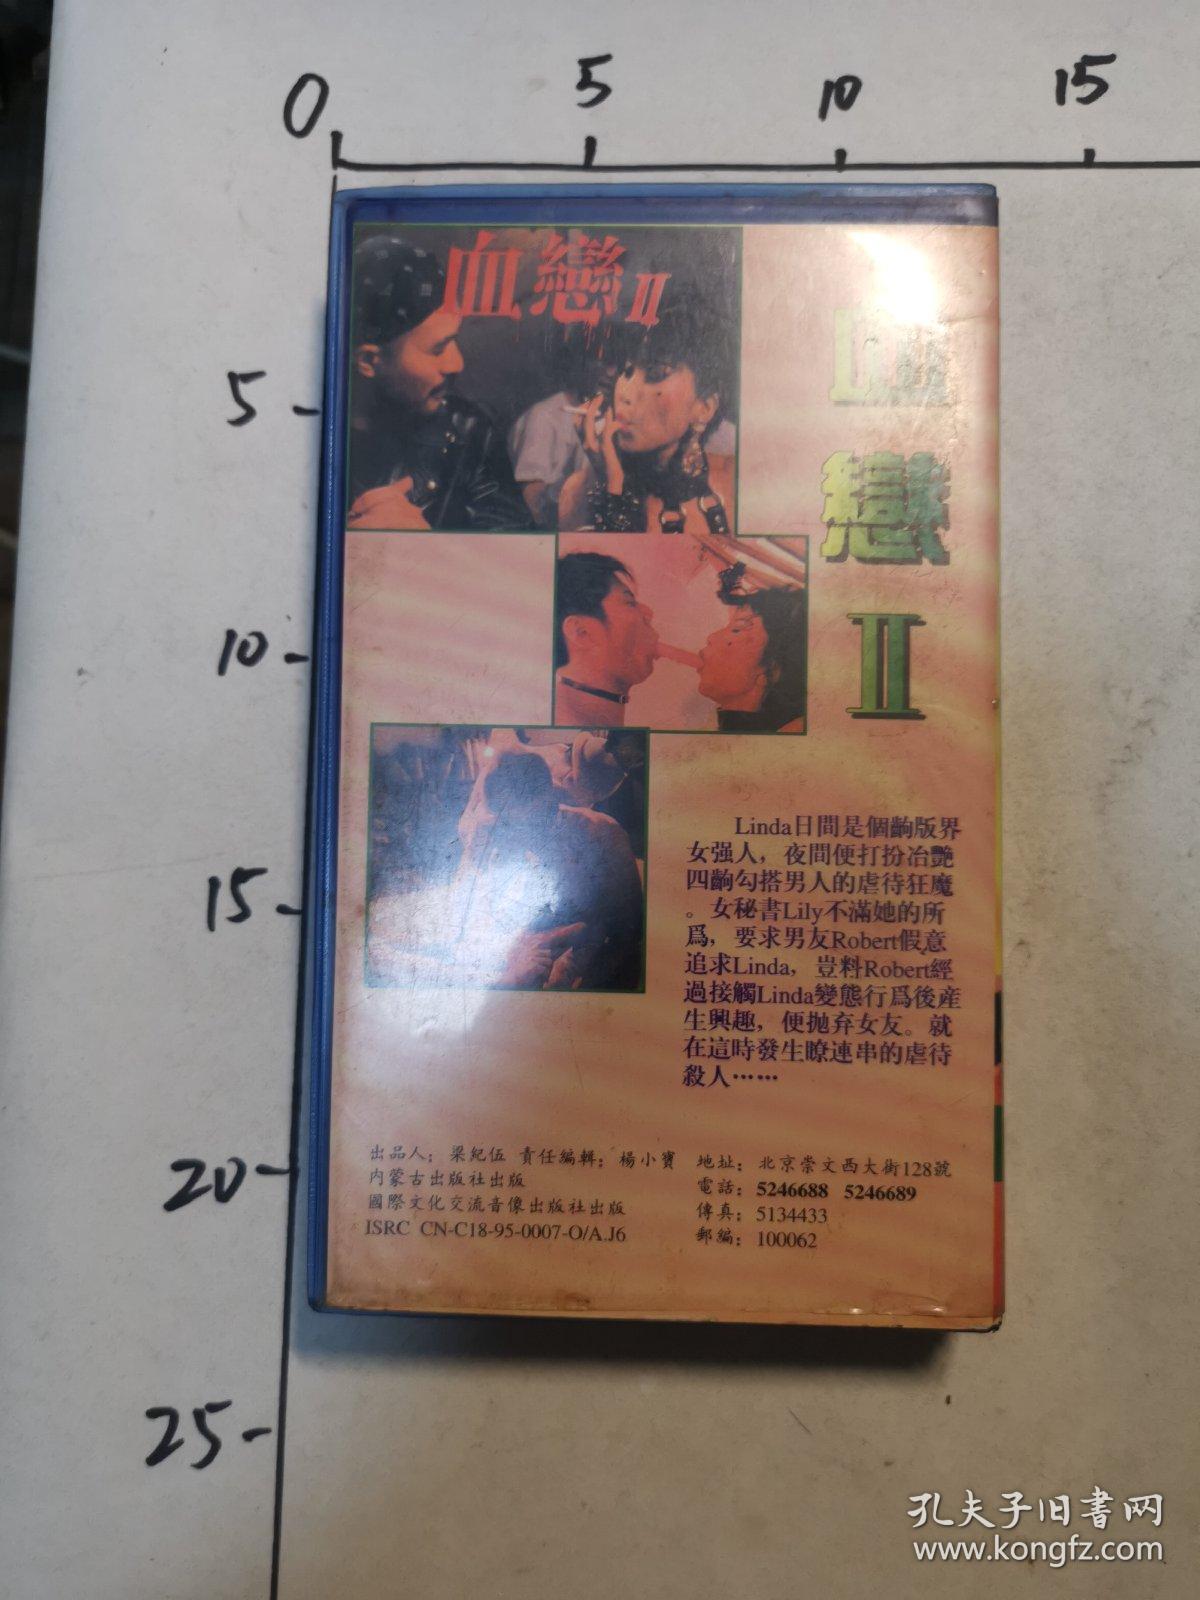 0
5
10
15
5
10
15
20
25
血戀II
血
戀
II
Linda日間是個齣版界
女强人，夜間便打扮冶艷
四齣勾搭男人的虐待狂魔
。女秘書Lily不滿她的所
爲，要求男友Robert假意
追求Linda，豈料Robert經
過接觸Linda變態行爲後産
生興趣，便抛弃女友。就
在這時發生瞭連串的虐待
殺人……
出品人：梁紀伍 責任編輯：楊小寶
内蒙古出版社出版
國際文化交流音像出版社出版
ISRC CN-C18-95-0007-O/A.J6
地址：北京崇文西大街128號
電話：5246688 5246689
傳真：5134433
郵編：100062
孔夫子旧书网
www.kongfz.com